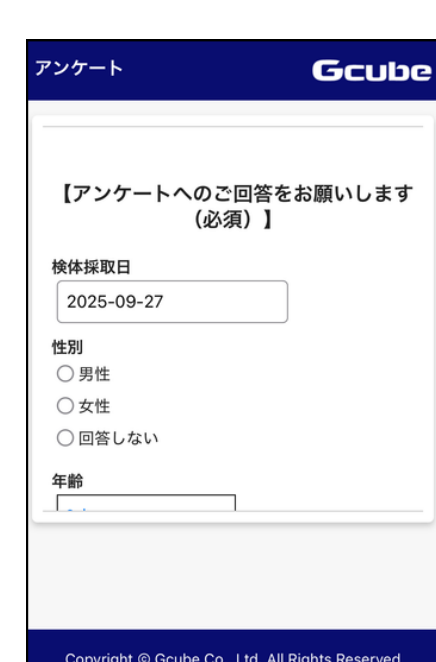 アンケート
Gcube
【アンケートへのご回答をお願いします
（必須）】
検体採取日
2025-09-27
性別
男性
女性
回答しない
年齢
Copyright © Gcube Co., Ltd. All Rights Reserved.